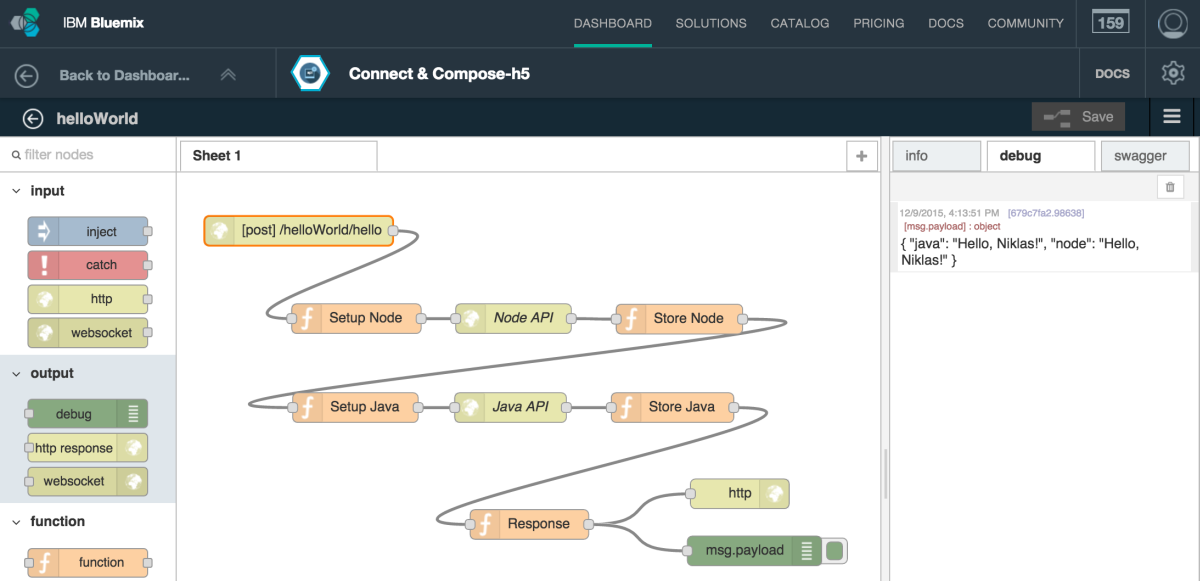 IBM Bluemix
DASHBOARD SOLUTIONS CATALOG PRICING DOCS COMMUNITY 159
Back to Dashboar... Connect & Compose-h5 DOCS
helloWorld Save
filter nodes
Sheet 1
info debug swagger
input
inject
catch
http
websocket
output
debug
http response
websocket
function
function
[post] /helloWorld/hello
Setup Node Node API Store Node
Setup Java Java API Store Java
Response http
msg.payload
12/9/2015, 4:13:51 PM [679c7fa2.98638]
[msg.payload] : object
{ "java": "Hello, Niklas!", "node": "Hello,
Niklas!" }